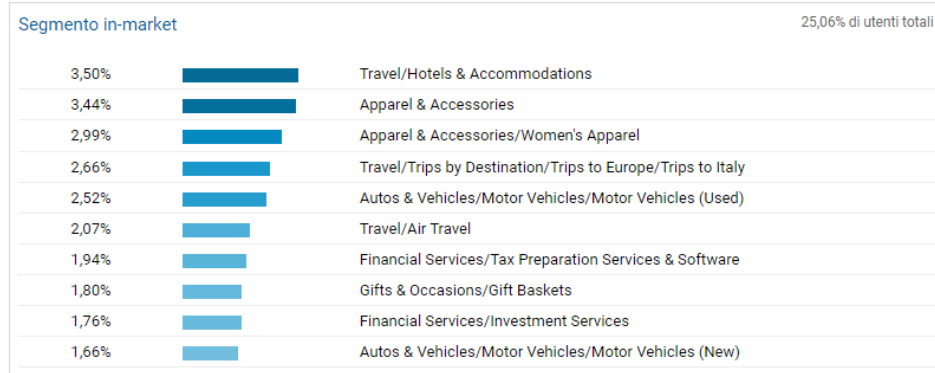 Segmento in-market 25,06% di utenti totali
3,50% Travel/Hotels & Accommodations
3,44% Apparel & Accessories
2,99% Apparel & Accessories/Women's Apparel
2,66% Travel/Trips by Destination/Trips to Europe/Trips to Italy
2,52% Autos & Vehicles/Motor Vehicles/Motor Vehicles (Used)
2,07% Travel/Air Travel
1,94% Financial Services/Tax Preparation Services & Software
1,80% Gifts & Occasions/Gift Baskets
1,76% Financial Services/Investment Services
1,66% Autos & Vehicles/Motor Vehicles/Motor Vehicles (New)